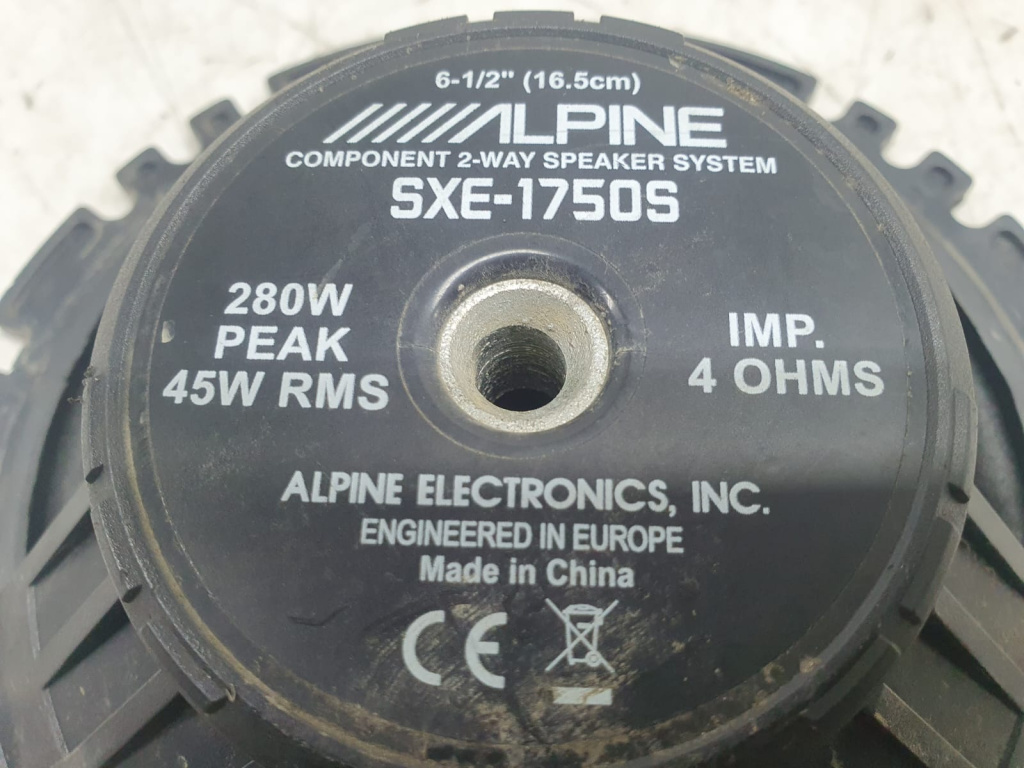 6-1/2" (16.5cm)
ALPINE
COMPONENT 2-WAY SPEAKER SYSTEM
SXE-1750S
280W
PEAK
45W RMS
IMP.
4 OHMS
ALPINE ELECTRONICS, INC.
ENGINEERED IN EUROPE
Made in China
CE